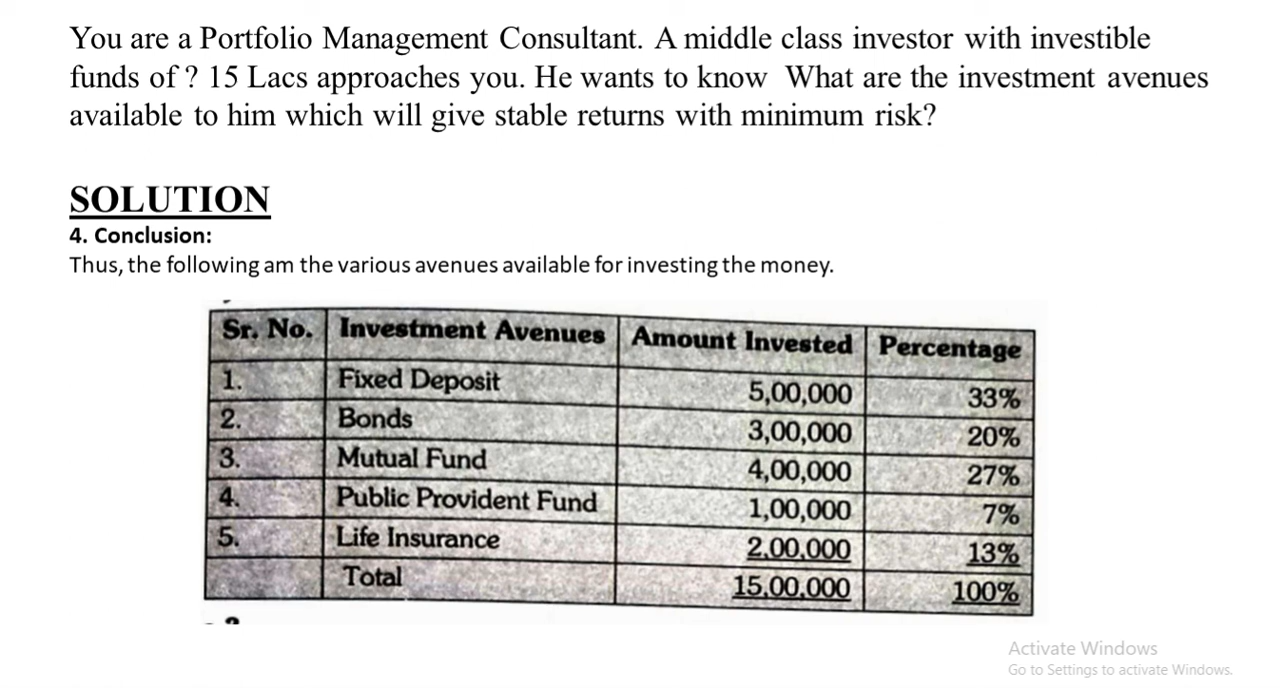 You are a Portfolio Management Consultant. A middle class investor with investible
funds of ? 15 Lacs approaches you. He wants to know What are the investment avenues
available to him which will give stable returns with minimum risk?
SOLUTION
4. Conclusion:
Thus, the following am the various avenues available for investing the money.
Sr. No. Investment Avenues Amount Invested Percentage
1. Fixed Deposit 5,00,000 33%
2. Bonds 3,00,000 20%
3. Mutual Fund 4,00,000 27%
4. Public Provident Fund 1,00,000 7%
5. Life Insurance 2,00,000 13%
Total 15,00,000 100%
Activate Windows
Go to Settings to activate Windows.